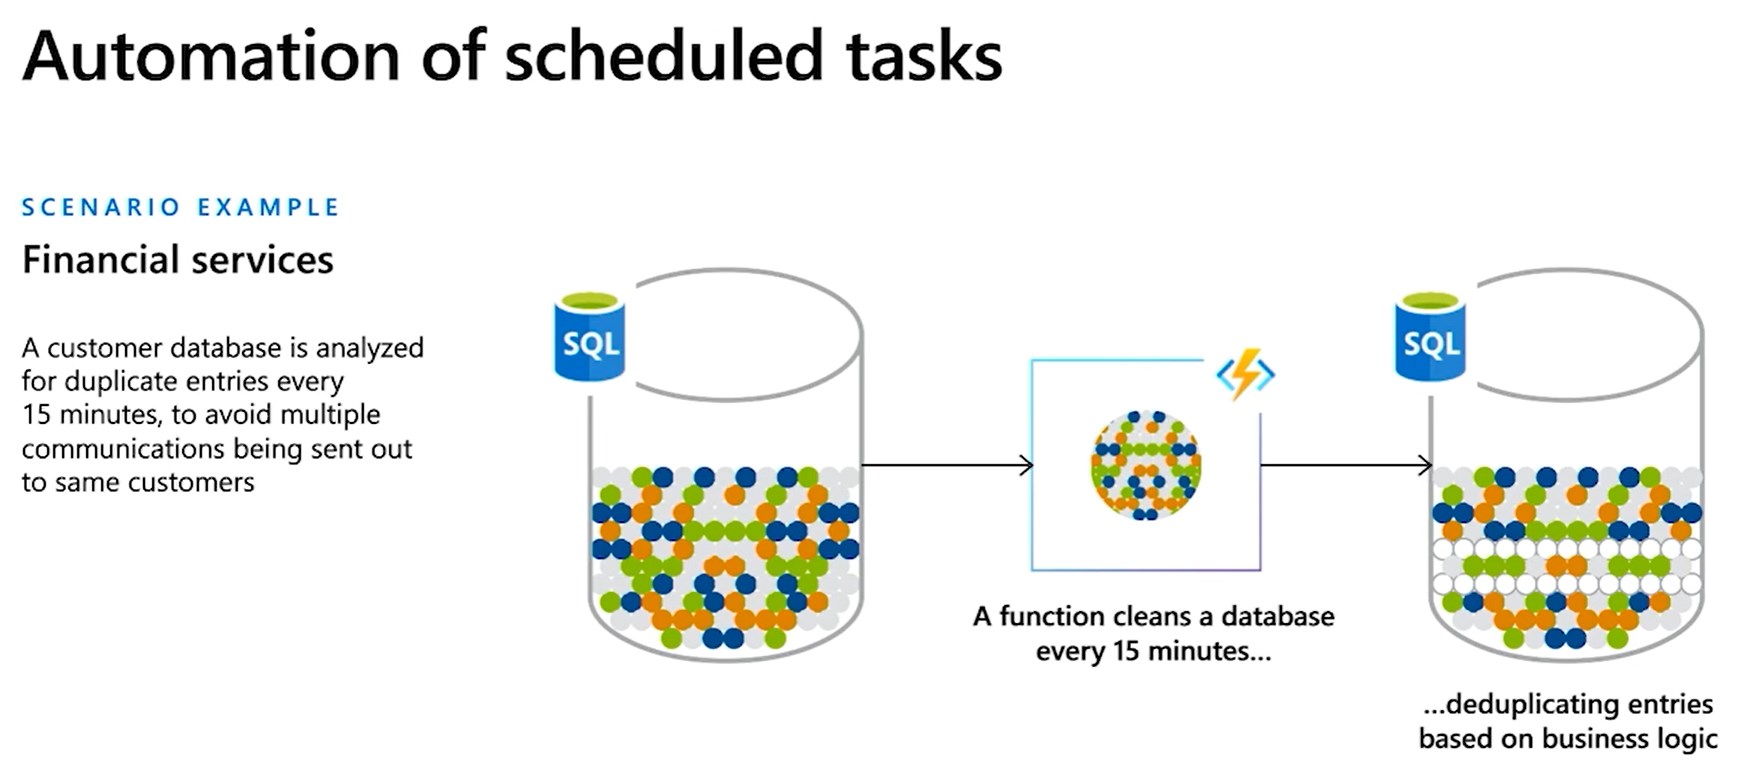 Automation of scheduled tasks
SCENARIO EXAMPLE
Financial services
A customer database is analyzed
for duplicate entries every
15 minutes, to avoid multiple
communications being sent out
to same customers
SQL
SQL
A function cleans a database
every 15 minutes...
...deduplicating entries
based on business logic